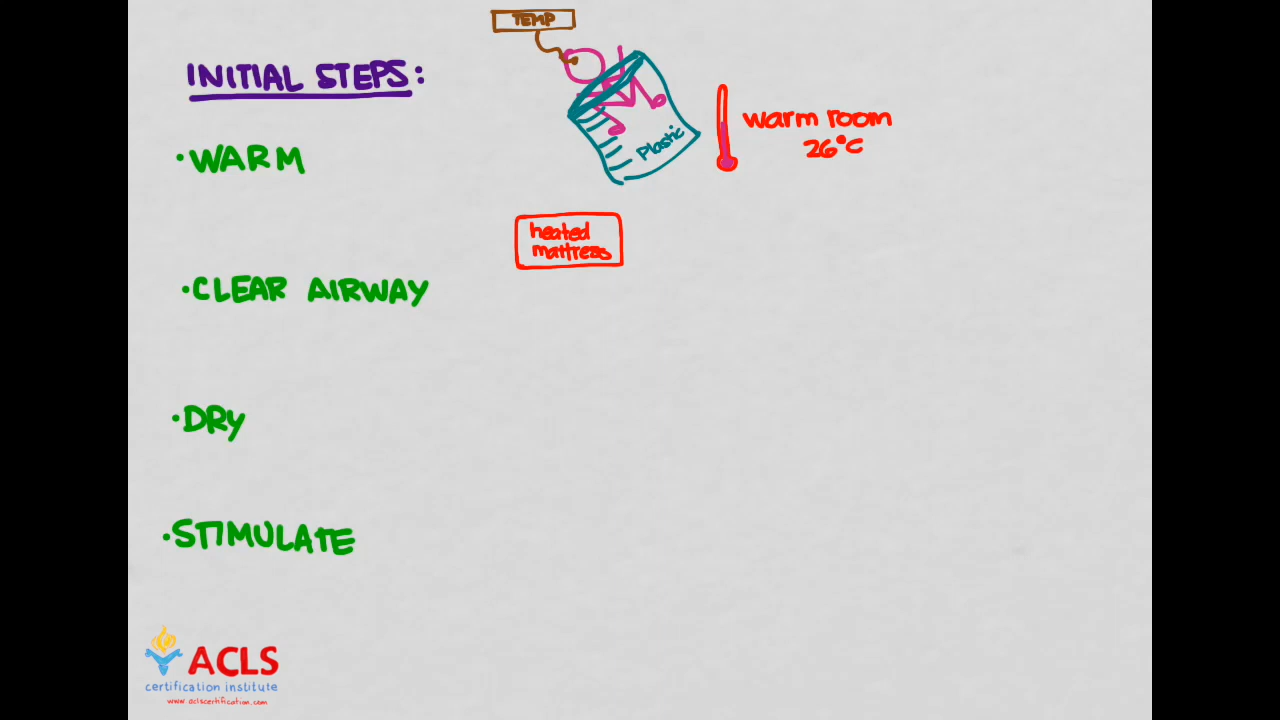 TEMP
INITIAL STEPS:
Plastic
warm room
26°C
• WARM
heated
mattress
• CLEAR AIRWAY
• DRY
• STIMULATE
ACLS
certification institute
www.aclscertification.com